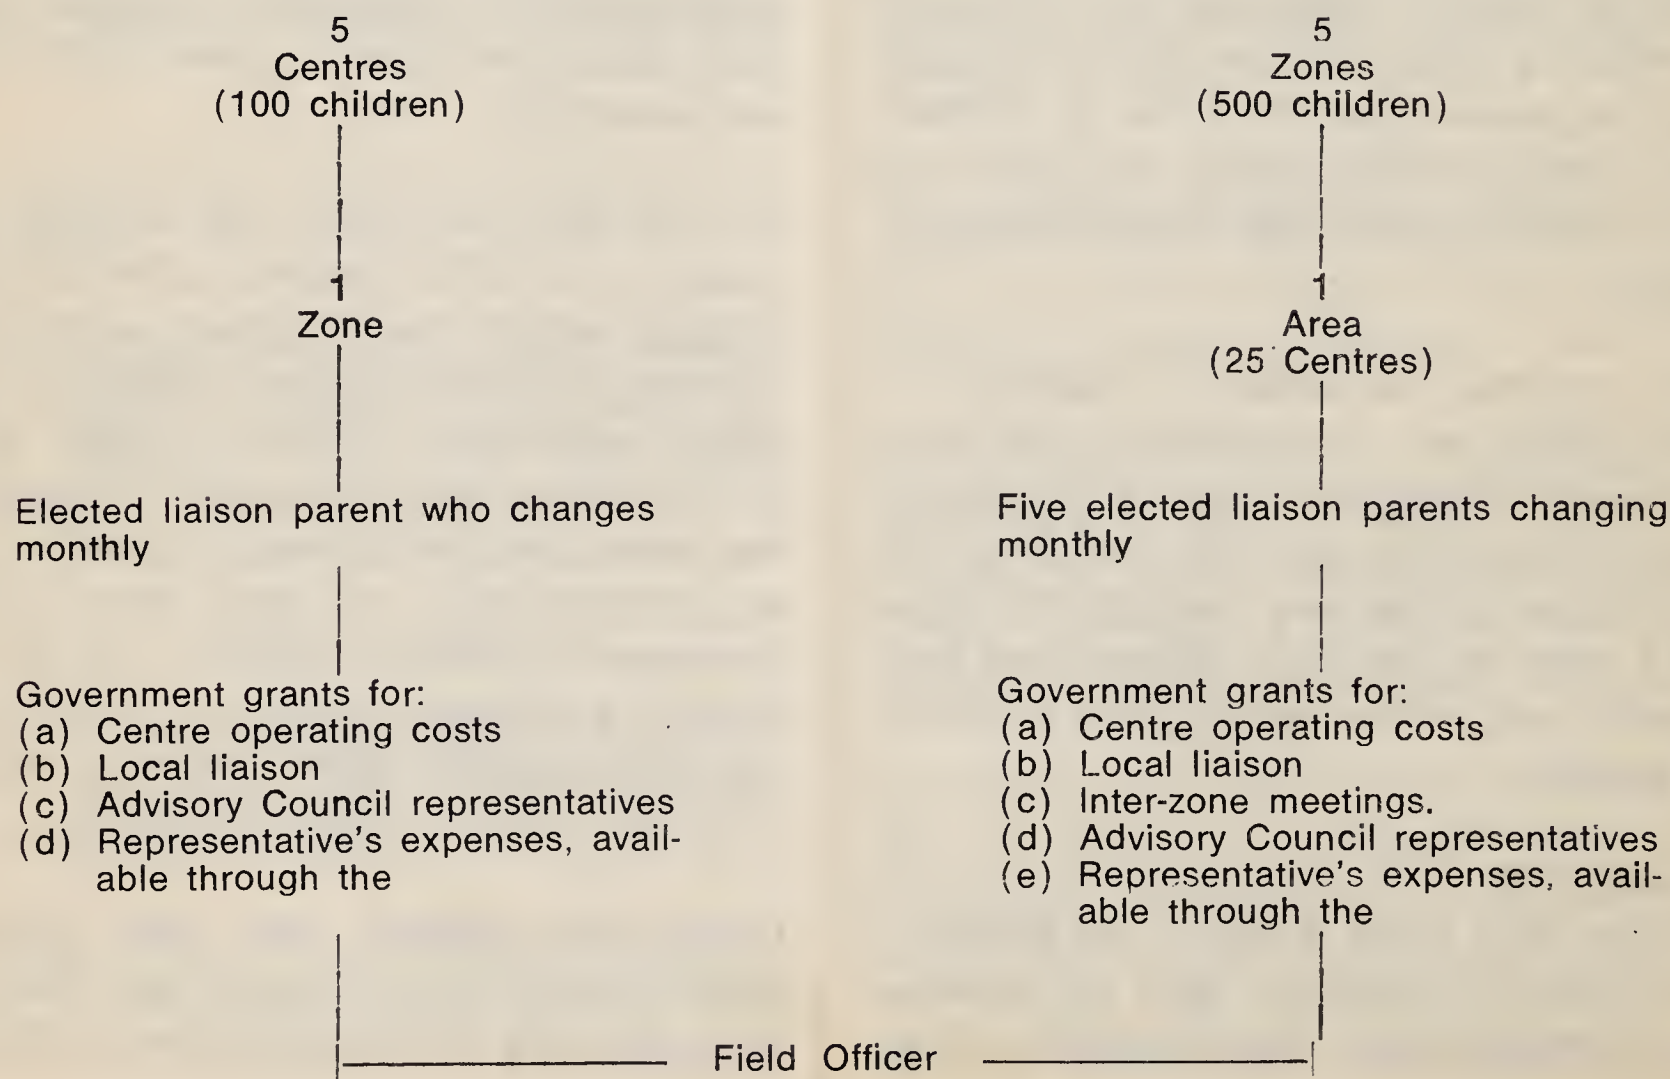 5
Centres
(100 children)
1
Zone
Elected liaison parent who changes
monthly
Government grants for:
(a) Centre operating costs
(b) Local liaison
(c) Advisory Council representatives
(d) Representative's expenses, avail-
able through the
5
Zones
(500 children)
1
Area
(25 Centres)
Five elected liaison parents changing
monthly
Government grants for:
(a) Centre operating costs
(b) Local liaison
(c) Inter-zone meetings.
(d) Advisory Council representatives
(e) Representative's expenses, avail-
able through the
Field Officer